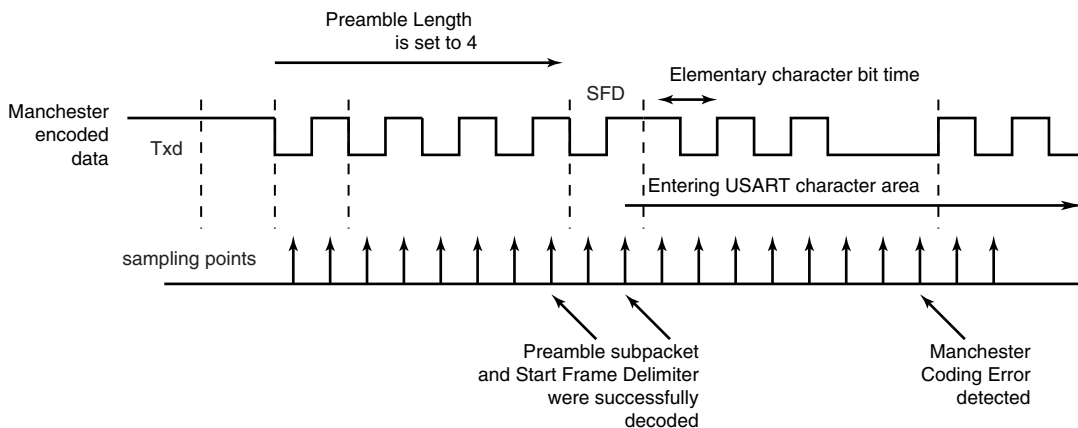 Preamble Length
is set to 4
Elementary character bit time
SFD
Manchester
encoded
data
Txd
Entering USART character area
sampling points
Preamble subpacket
and Start Frame Delimiter
were successfully
decoded
Manchester
Coding Error
detected